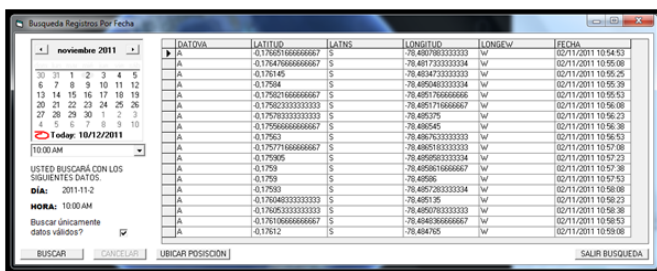 Busqueda Registros Por Fecha
noviembre 2011
30 31 1 2 3 4 5
6 7 8 9 10 11 12
13 14 15 16 17 18 19
20 21 22 23 24 25 26
27 28 29 30 1 2 3
4 5 6 7 8 9 10
Today: 10/12/2011
10:00 AM
USTED BUSCARÁ CON LOS
SIGUIENTES DATOS.
DÍA: 2011-11-2
HORA: 10:00 AM
Buscar únicamente
datos válidos?
DATOVA LATITUD LATNS LONGITUD LONGEW FECHA
A -0,176651666666667 S -78,4807883333333 W 02/11/2011 10:54:53
A -0,176476666666667 S -78,4817333333334 W 02/11/2011 10:55:08
A -0,176145 S -78,4834733333333 W 02/11/2011 10:55:25
A -0,17584 S -78,4850483333334 W 02/11/2011 10:55:39
A -0,175821666666667 S -78,4851766666666 W 02/11/2011 10:55:53
A -0,175823333333333 S -78,4851716666667 W 02/11/2011 10:56:08
A -0,175783333333333 S -78,485375 W 02/11/2011 10:56:23
A -0,175566666666667 S -78,486545 W 02/11/2011 10:56:38
A -0,17563 S -78,4867633333333 W 02/11/2011 10:56:53
A -0,175771666666667 S -78,4865183333333 W 02/11/2011 10:57:08
A -0,175905 S -78,4858583333334 W 02/11/2011 10:57:23
A -0,1759 S -78,4858616666667 W 02/11/2011 10:57:38
A -0,1759 S -78,48586 W 02/11/2011 10:57:53
A -0,17593 S -78,4857283333334 W 02/11/2011 10:58:08
A -0,176048333333333 S -78,485135 W 02/11/2011 10:58:23
A -0,176053333333333 S -78,4850783333333 W 02/11/2011 10:58:38
A -0,176106666666667 S -78,4848366666667 W 02/11/2011 10:58:53
A -0,17612 S -78,484765 W 02/11/2011 10:59:08
BUSCAR CANCELAR UBICAR POSISCIÓN SALIR BUSQUEDA